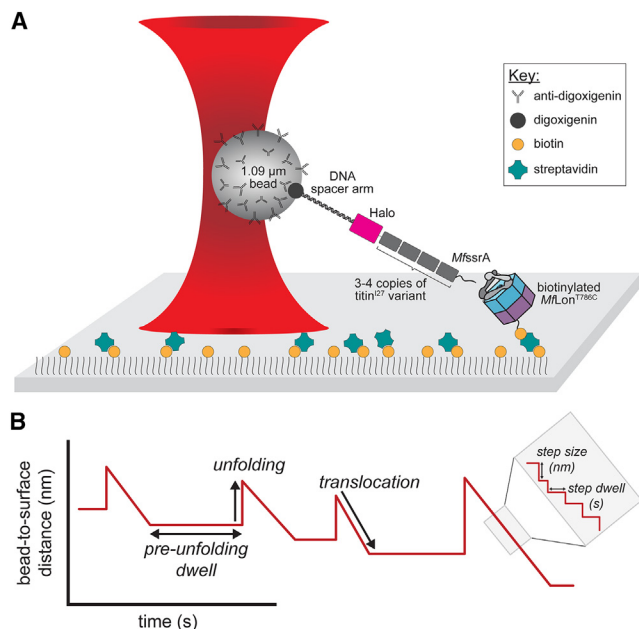 A
Key:
anti-digoxigenin
digoxigenin
biotin
streptavidin
1.09 μm
bead
DNA
spacer arm
Halo
MfssrA
3-4 copies of
titinI27 variant
biotinylated
MfLonT786C
B
bead-to-surface
distance (nm)
unfolding
translocation
pre-unfolding
dwell
step size
(nm)
step dwell
(s)
time (s)